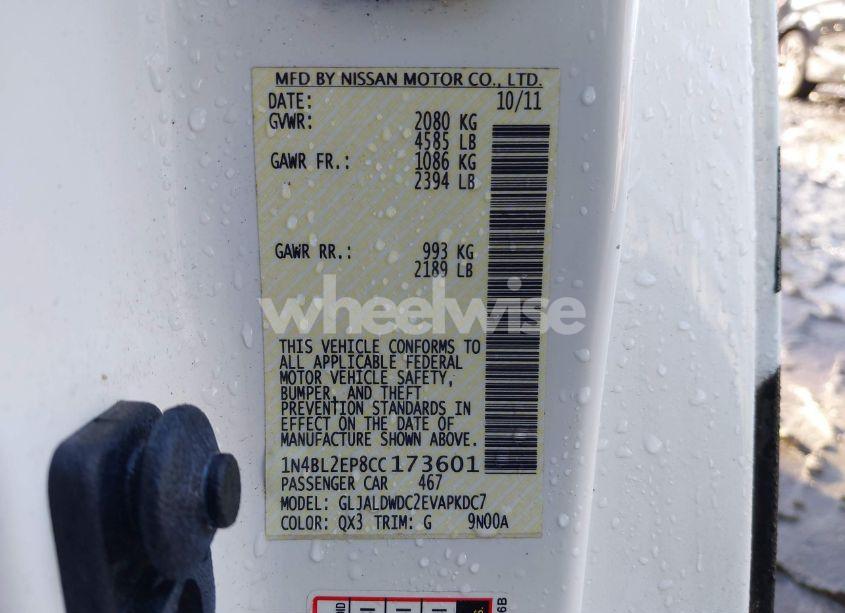 MFD BY NISSAN MOTOR CO., LTD.
DATE: 10/11
GVWR: 2080 KG
4585 LB
GAWR FR.: 1086 KG
2394 LB
GAWR RR.: 993 KG
2189 LB
wheelwise
THIS VEHICLE CONFORMS TO
ALL APPLICABLE FEDERAL
MOTOR VEHICLE SAFETY,
BUMPER, AND THEFT
PREVENTION STANDARDS IN
EFFECT ON THE DATE OF
MANUFACTURE SHOWN ABOVE.
1N4BL2EP8CC173601
PASSENGER CAR 467
MODEL: GLJALDWDC2EVAPKDC7
COLOR: QX3 TRIM: G 9N00A